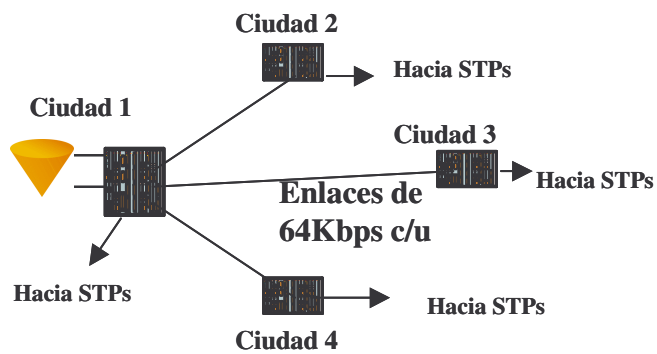 Ciudad 2
Hacia STPs
Ciudad 1
Ciudad 3
Hacia STPs
Enlaces de
64Kbps c/u
Hacia STPs
Hacia STPs
Ciudad 4